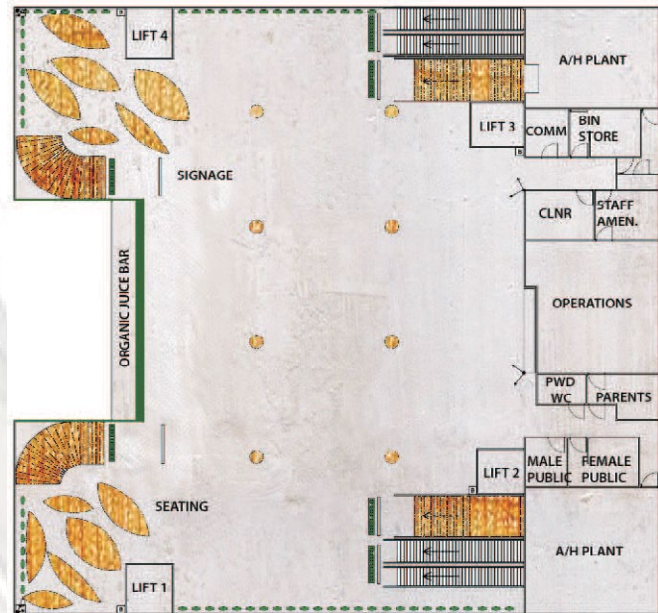 LIFT 4
A/H PLANT
LIFT 3
COMM
BIN
STORE
SIGNAGE
CLNR
STAFF
AMEN.
ORGANIC JUICE BAR
OPERATIONS
PWD
WC
PARENTS
LIFT 2
MALE
PUBLIC
FEMALE
PUBLIC
SEATING
A/H PLANT
LIFT 1